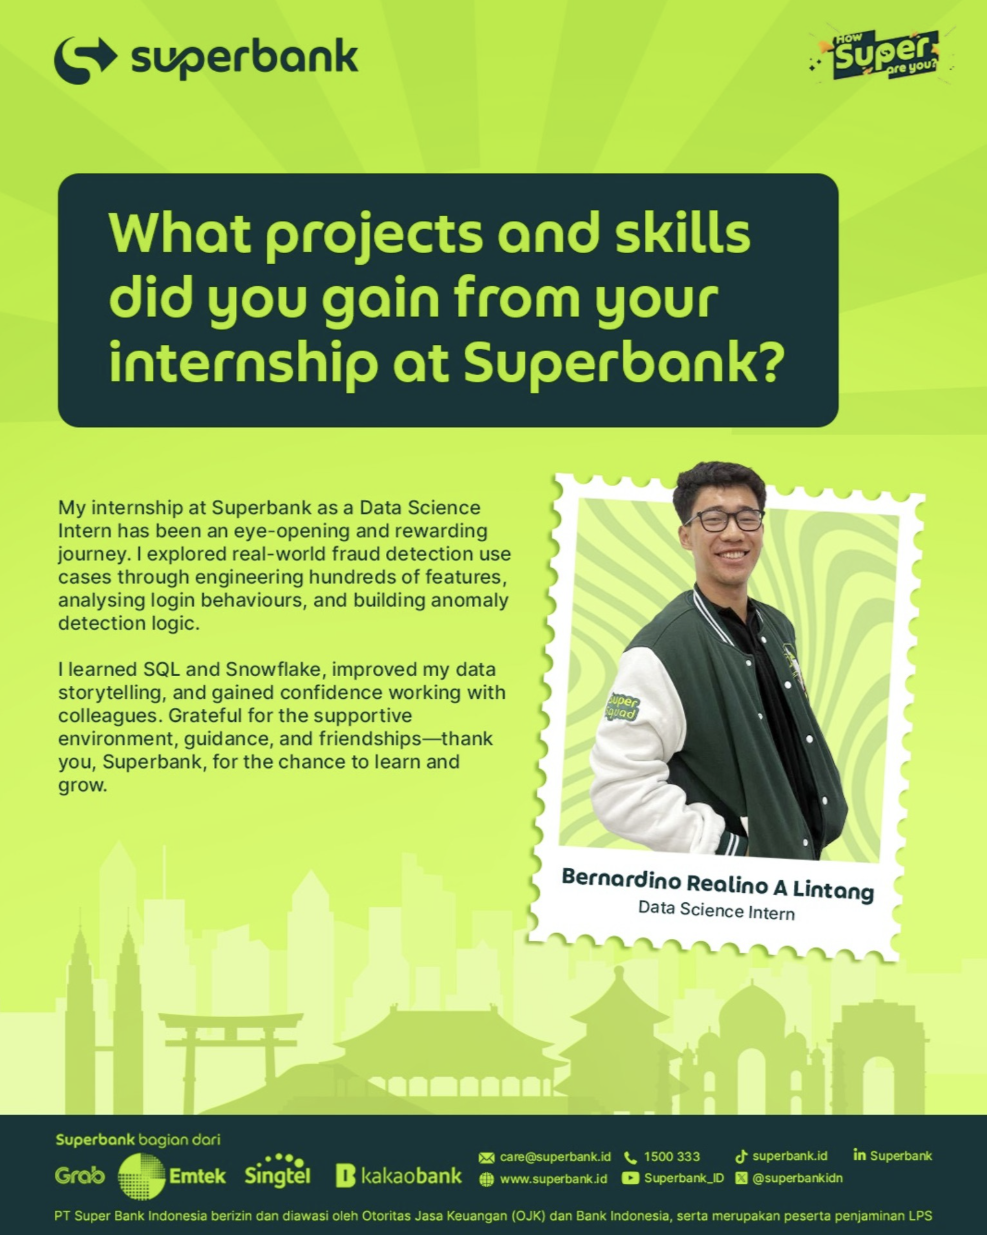 superbank
How
Super
are you?
What projects and skills
did you gain from your
internship at Superbank?
My internship at Superbank as a Data Science
Intern has been an eye-opening and rewarding
journey. I explored real-world fraud detection use
cases through engineering hundreds of features,
analysing login behaviours, and building anomaly
detection logic.
I learned SQL and Snowflake, improved my data
storytelling, and gained confidence working with
colleagues. Grateful for the supportive
environment, guidance, and friendships—thank
you, Superbank, for the chance to learn and
grow.
Super
Squad
Bernardino Realino A Lintang
Data Science Intern
Superbank bagian dari
Grab Emtek Singtel kakaobank
care@superbank.id 1500 333 superbank.id Superbank
www.superbank.id Superbank_ID @superbankidn
PT Super Bank Indonesia berizin dan diawasi oleh Otoritas Jasa Keuangan (OJK) dan Bank Indonesia, serta merupakan peserta penjaminan LPS